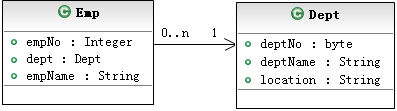 Emp
empNo : Integer
dept : Dept
empName : String
0..n 1
Dept
deptNo : byte
deptName : String
location : String